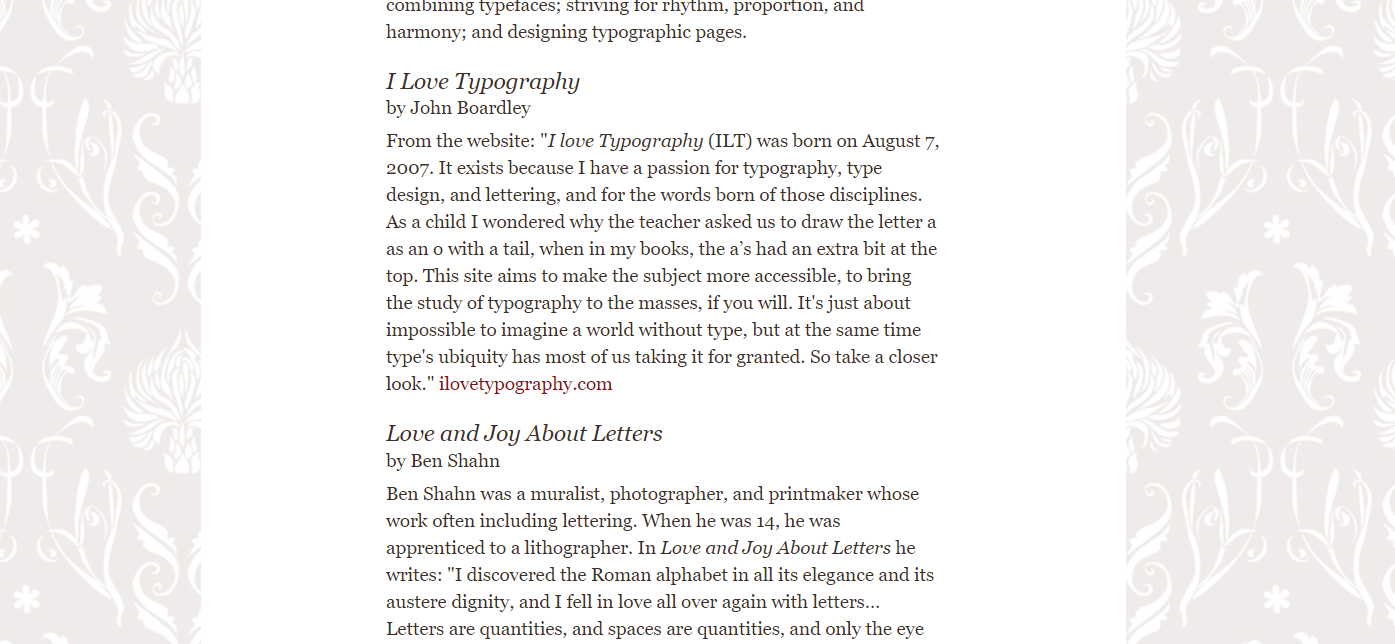 combining typefaces; striving for rhythm, proportion, and
harmony; and designing typographic pages.
I Love Typography
by John Boardley
From the website: "I love Typography (ILT) was born on August 7,
2007. It exists because I have a passion for typography, type
design, and lettering, and for the words born of those disciplines.
As a child I wondered why the teacher asked us to draw the letter a
as an o with a tail, when in my books, the a’s had an extra bit at the
top. This site aims to make the subject more accessible, to bring
the study of typography to the masses, if you will. It's just about
impossible to imagine a world without type, but at the same time
type's ubiquity has most of us taking it for granted. So take a closer
look." ilovetypography.com
Love and Joy About Letters
by Ben Shahn
Ben Shahn was a muralist, photographer, and printmaker whose
work often including lettering. When he was 14, he was
apprenticed to a lithographer. In Love and Joy About Letters he
writes: "I discovered the Roman alphabet in all its elegance and its
austere dignity, and I fell in love all over again with letters...
Letters are quantities, and spaces are quantities, and only the eye